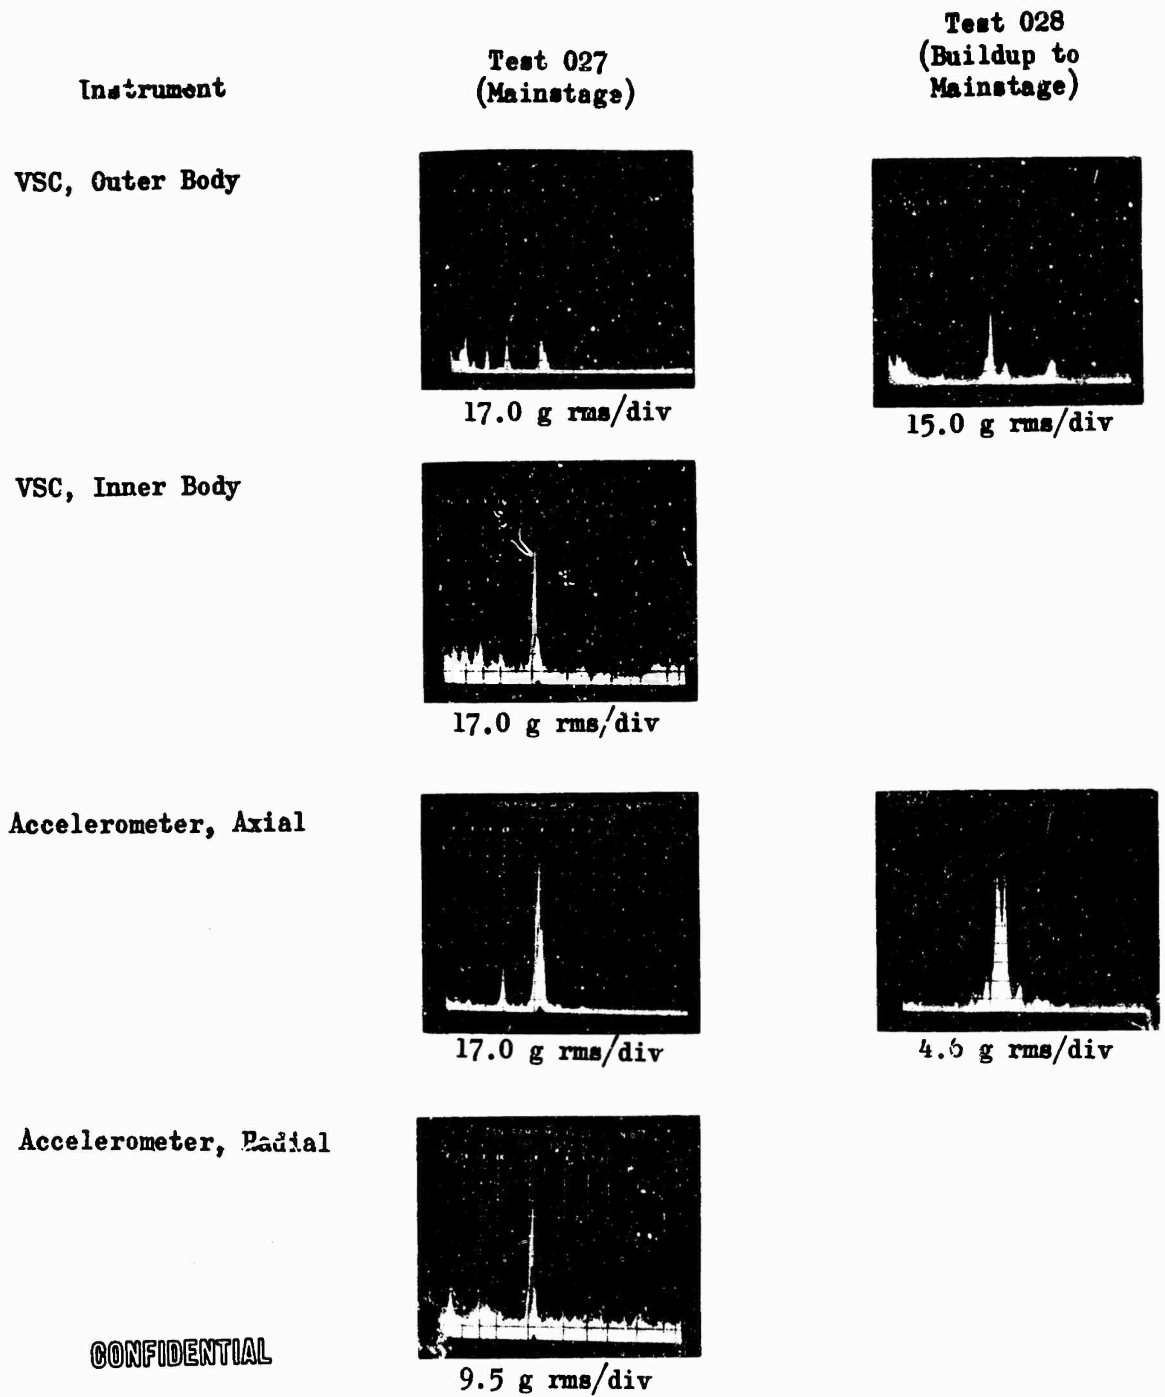 Instrument
Test 027
(Mainstage)
Test 028
(Buildup to
Mainstage)
VSC, Outer Body
17.0 g rms/div
15.0 g rms/div
VSC, Inner Body
17.0 g rms/div
Accelerometer, Axial
17.0 g rms/div
4.6 g rms/div
Accelerometer, Radial
9.5 g rms/div
CONFIDENTIAL